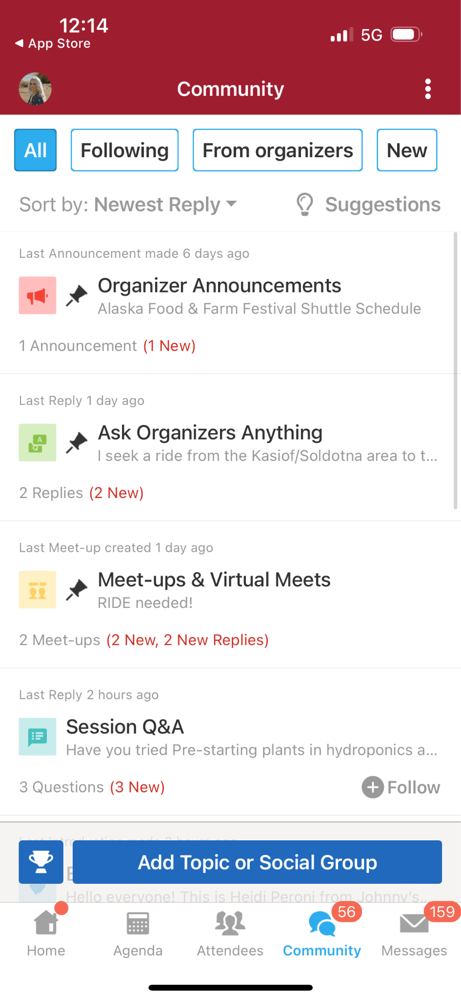 12:14
◀ App Store
5G
Community
All
Following
From organizers
New
Sort by: Newest Reply
Suggestions
Last Announcement made 6 days ago
Organizer Announcements
Alaska Food & Farm Festival Shuttle Schedule
1 Announcement (1 New)
Last Reply 1 day ago
A
Q
Ask Organizers Anything
I seek a ride from the Kasiof/Soldotna area to t...
2 Replies (2 New)
Last Meet-up created 1 day ago
Meet-ups & Virtual Meets
RIDE needed!
2 Meet-ups (2 New, 2 New Replies)
Last Reply 2 hours ago
Session Q&A
Have you tried Pre-starting plants in hydroponics a...
3 Questions (3 New)
Follow
Last Introduction made 2 hours ago
Add Topic or Social Group
Hello everyone! This is Heidi Peroni from Johnny's...
56
159
Home
Agenda
Attendees
Community
Messages